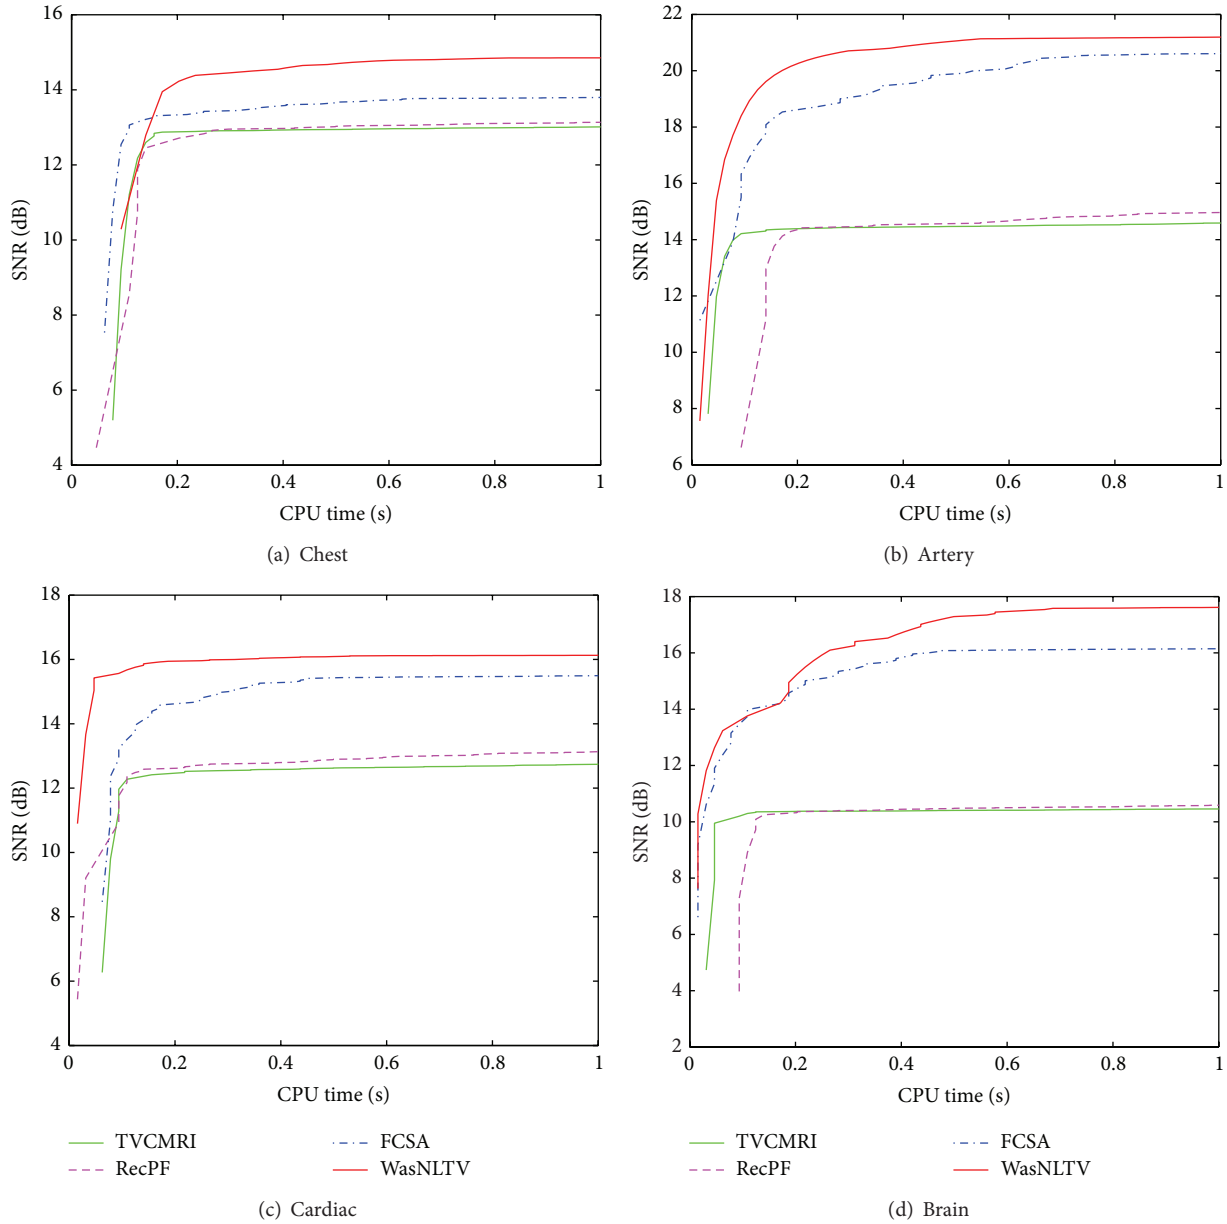 16
14
12
10
8
6
4
SNR (dB)
0 0.2 0.4 0.6 0.8 1
CPU time (s)
(a) Chest
22
20
18
16
14
12
10
8
6
SNR (dB)
0 0.2 0.4 0.6 0.8 1
CPU time (s)
(b) Artery
18
16
14
12
10
8
6
4
SNR (dB)
0 0.2 0.4 0.6 0.8 1
CPU time (s)
TVCMRI FCSA
RecPF WasNLTV
(c) Cardiac
18
16
14
12
10
8
6
4
2
SNR (dB)
0 0.2 0.4 0.6 0.8 1
CPU time (s)
TVCMRI FCSA
RecPF WasNLTV
(d) Brain